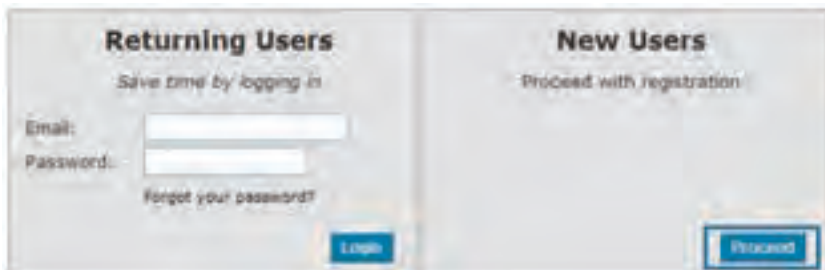 Returning Users
Save time by logging in
Email:
Password:
Forgot your password?
Login
New Users
Proceed with registration
Proceed